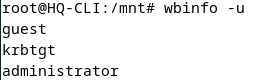 root@HQ-CLI:/mnt# wbinfo -u
guest
krbtgt
administrator